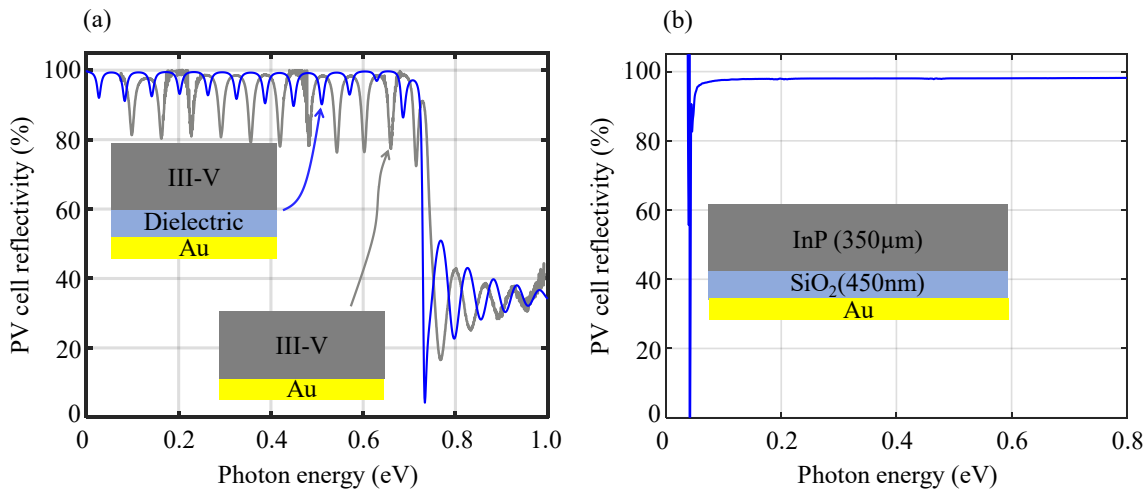 (a)
PV cell reflectivity (%)
100
80
60
40
20
0
0
0.2
0.4
0.6
0.8
1.0
Photon energy (eV)
III-V
Dielectric
Au
III-V
Au
(b)
PV cell reflectivity (%)
100
80
60
40
20
0
0
0.2
0.4
0.6
0.8
Photon energy (eV)
InP (350μm)
SiO₂(450nm)
Au